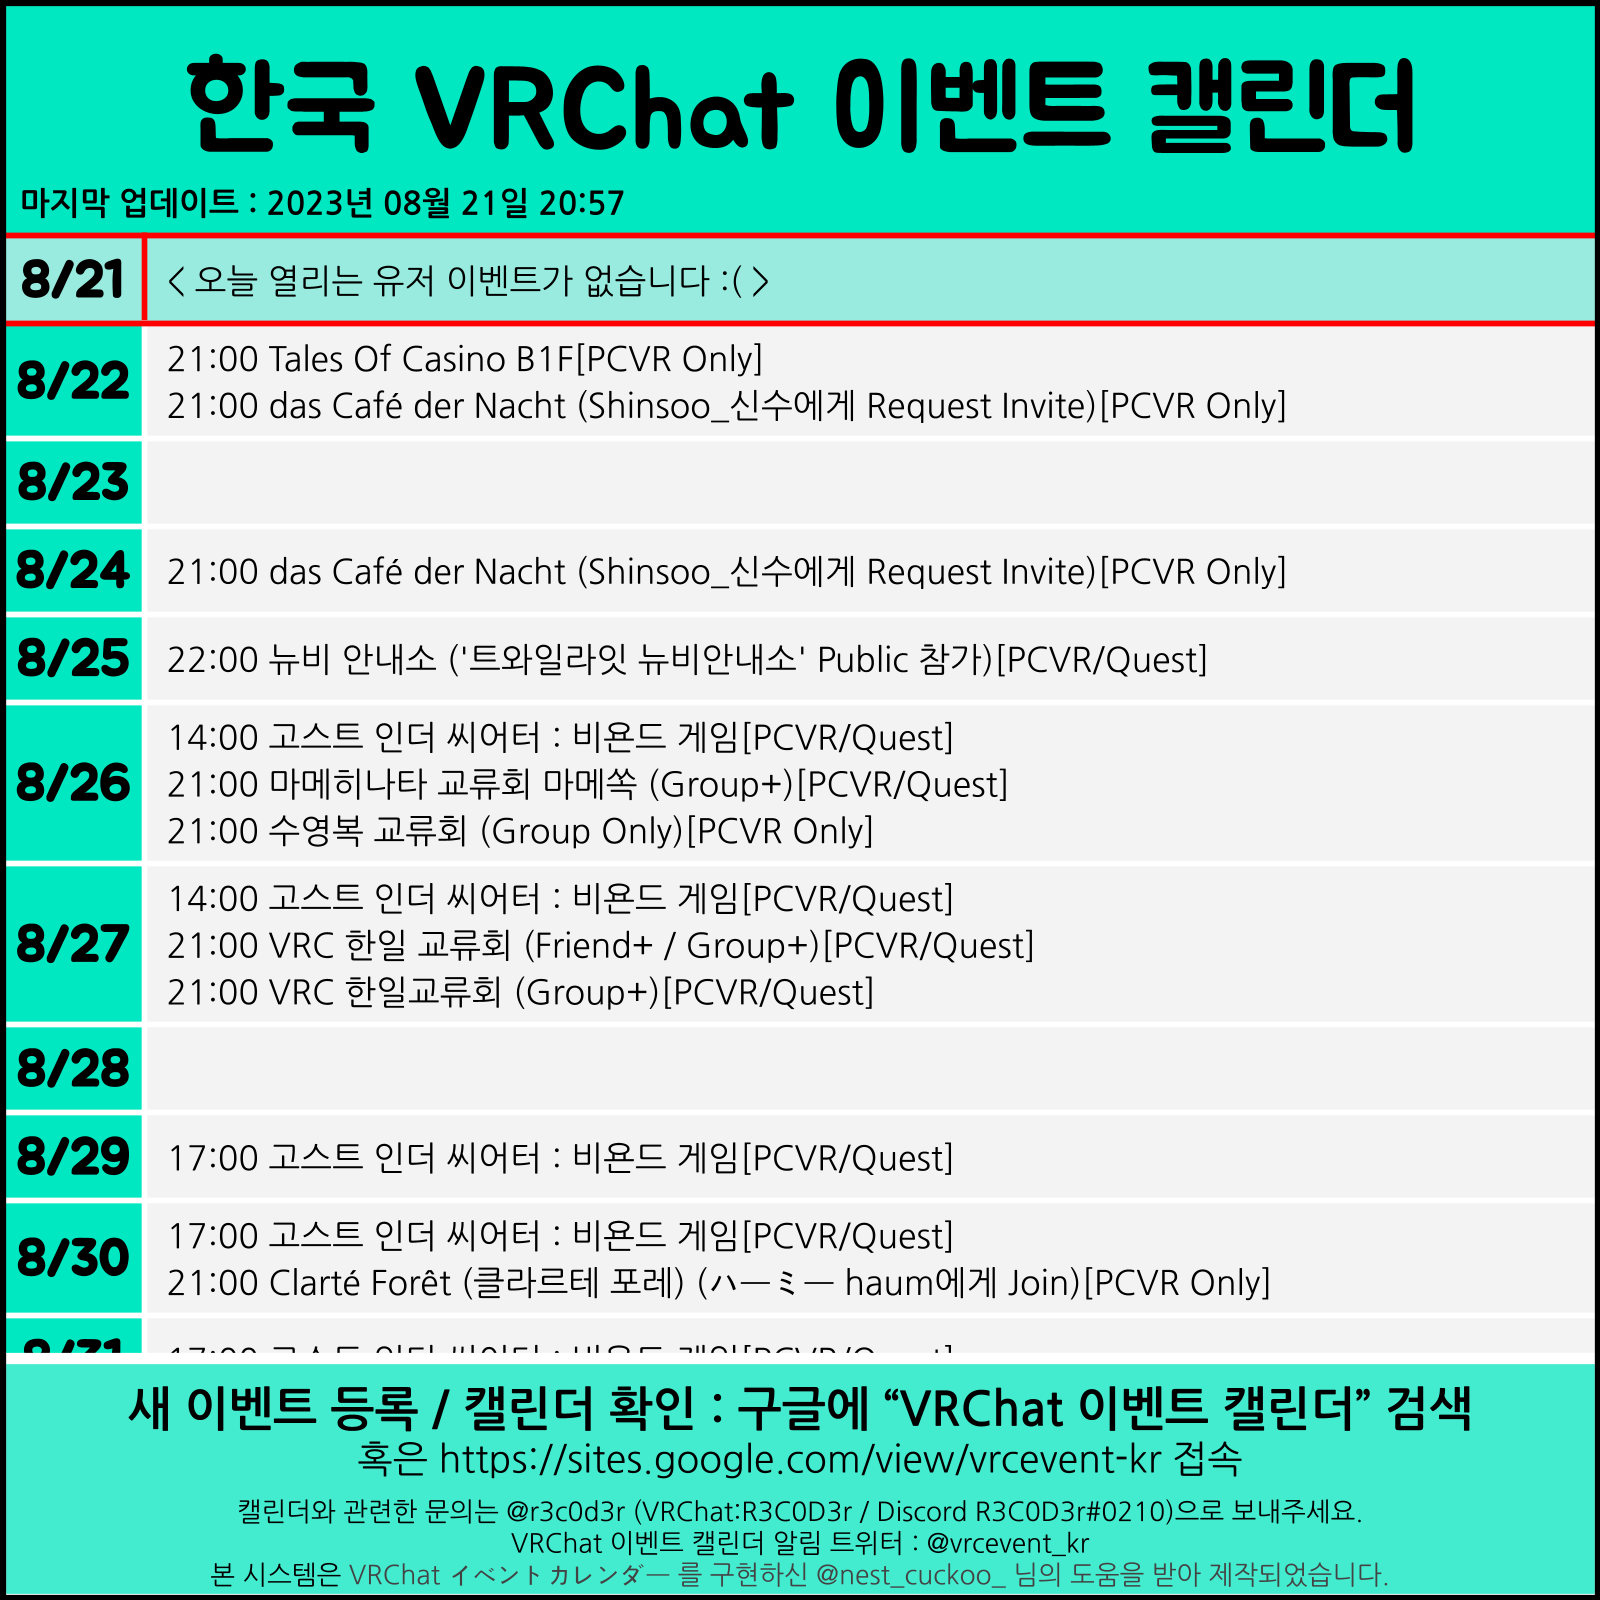 한국 VRChat 이벤트 캘린더
마지막 업데이트 : 2023년 08월 21일 20:57
8/21
< 오늘 열리는 유저 이벤트가 없습니다 :( >
8/22
21:00 Tales Of Casino B1F[PCVR Only]
21:00 das Café der Nacht (Shinsoo_신수에게 Request Invite)[PCVR Only]
8/23
8/24
21:00 das Café der Nacht (Shinsoo_신수에게 Request Invite)[PCVR Only]
8/25
22:00 뉴비 안내소 ('트와일라잇 뉴비안내소' Public 참가)[PCVR/Quest]
8/26
14:00 고스트 인더 씨어터 : 비욘드 게임[PCVR/Quest]
21:00 마메히나타 교류회 마메쏙 (Group+)[PCVR/Quest]
21:00 수영복 교류회 (Group Only)[PCVR Only]
8/27
14:00 고스트 인더 씨어터 : 비욘드 게임[PCVR/Quest]
21:00 VRC 한일 교류회 (Friend+ / Group+)[PCVR/Quest]
21:00 VRC 한일교류회 (Group+)[PCVR/Quest]
8/28
8/29
17:00 고스트 인더 씨어터 : 비욘드 게임[PCVR/Quest]
8/30
17:00 고스트 인더 씨어터 : 비욘드 게임[PCVR/Quest]
21:00 Clarté Forêt (클라르테 포레) (ハーミー haum에게 Join)[PCVR Only]
8/31
17:00 고스트 인더 씨어터 : 비욘드 게임[PCVR/Quest]
새 이벤트 등록 / 캘린더 확인 : 구글에 “VRChat 이벤트 캘린더” 검색
혹은 https://sites.google.com/view/vrcevent-kr 접속
캘린더와 관련한 문의는 @r3c0d3r (VRChat:R3C0D3r / Discord R3C0D3r#0210)으로 보내주세요.
VRChat 이벤트 캘린더 알림 트위터 : @vrcevent_kr
본 시스템은 VRChat イベントカレンダー 를 구현하신 @nest_cuckoo_ 님의 도움을 받아 제작되었습니다.